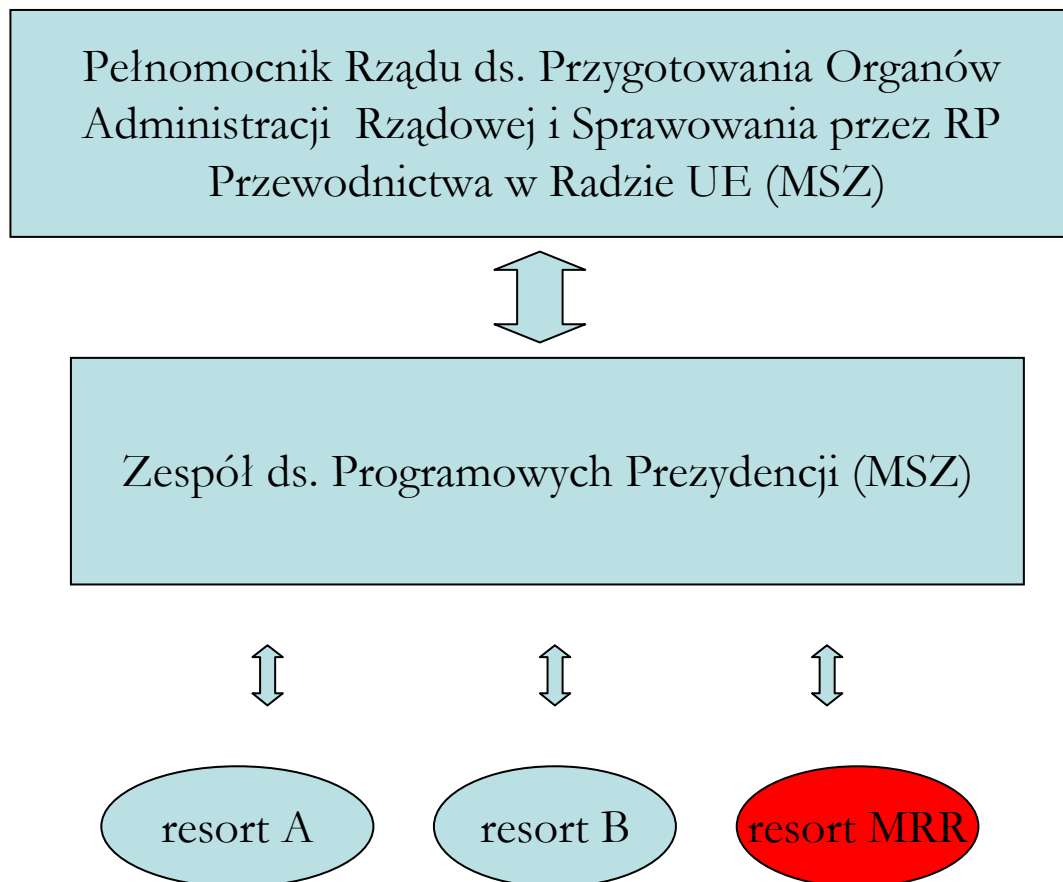 Pełnomocnik Rządu ds. Przygotowania Organów
Administracji Rządowej i Sprawowania przez RP
Przewodnictwa w Radzie UE (MSZ)
Zespół ds. Programowych Prezydencji (MSZ)
resort A
resort B
resort MRR